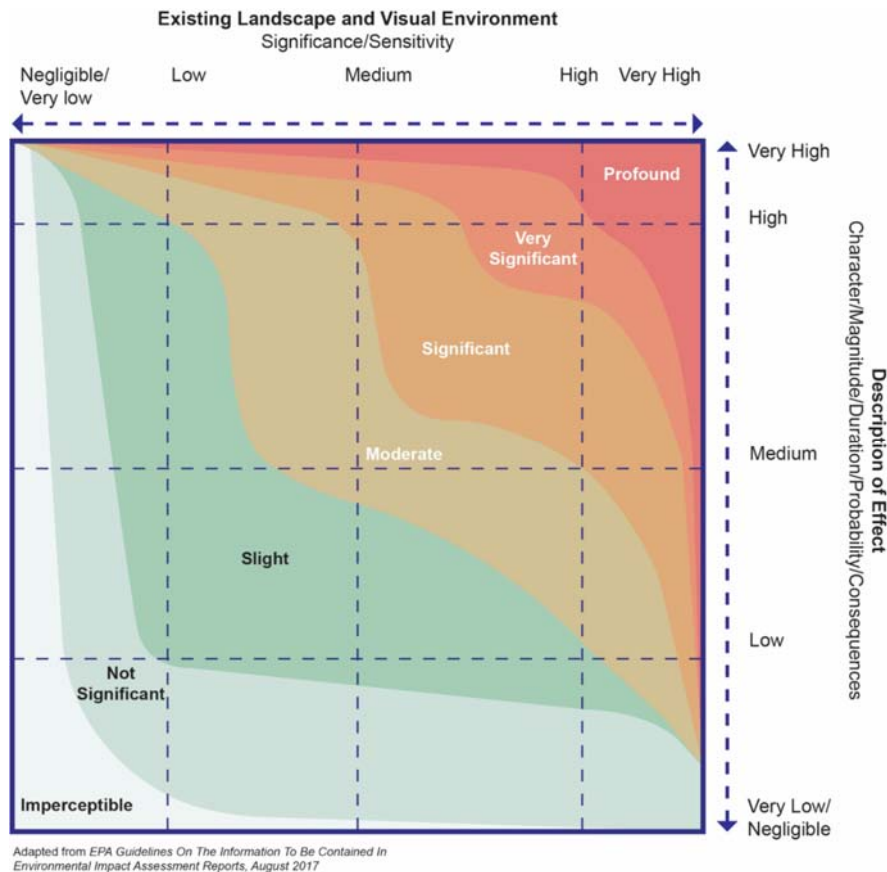 Existing Landscape and Visual Environment
Significance/Sensitivity
Negligible/
Very low
Low
Medium
High
Very High
Very High
Profound
High
Very
Significant
Significant
Medium
Moderate
Slight
Low
Not
Significant
Imperceptible
Very Low/
Negligible
Description of Effect
Character/Magnitude/Duration/Probability/Consequences
Adapted from EPA Guidelines On The Information To Be Contained In
Environmental Impact Assessment Reports, August 2017